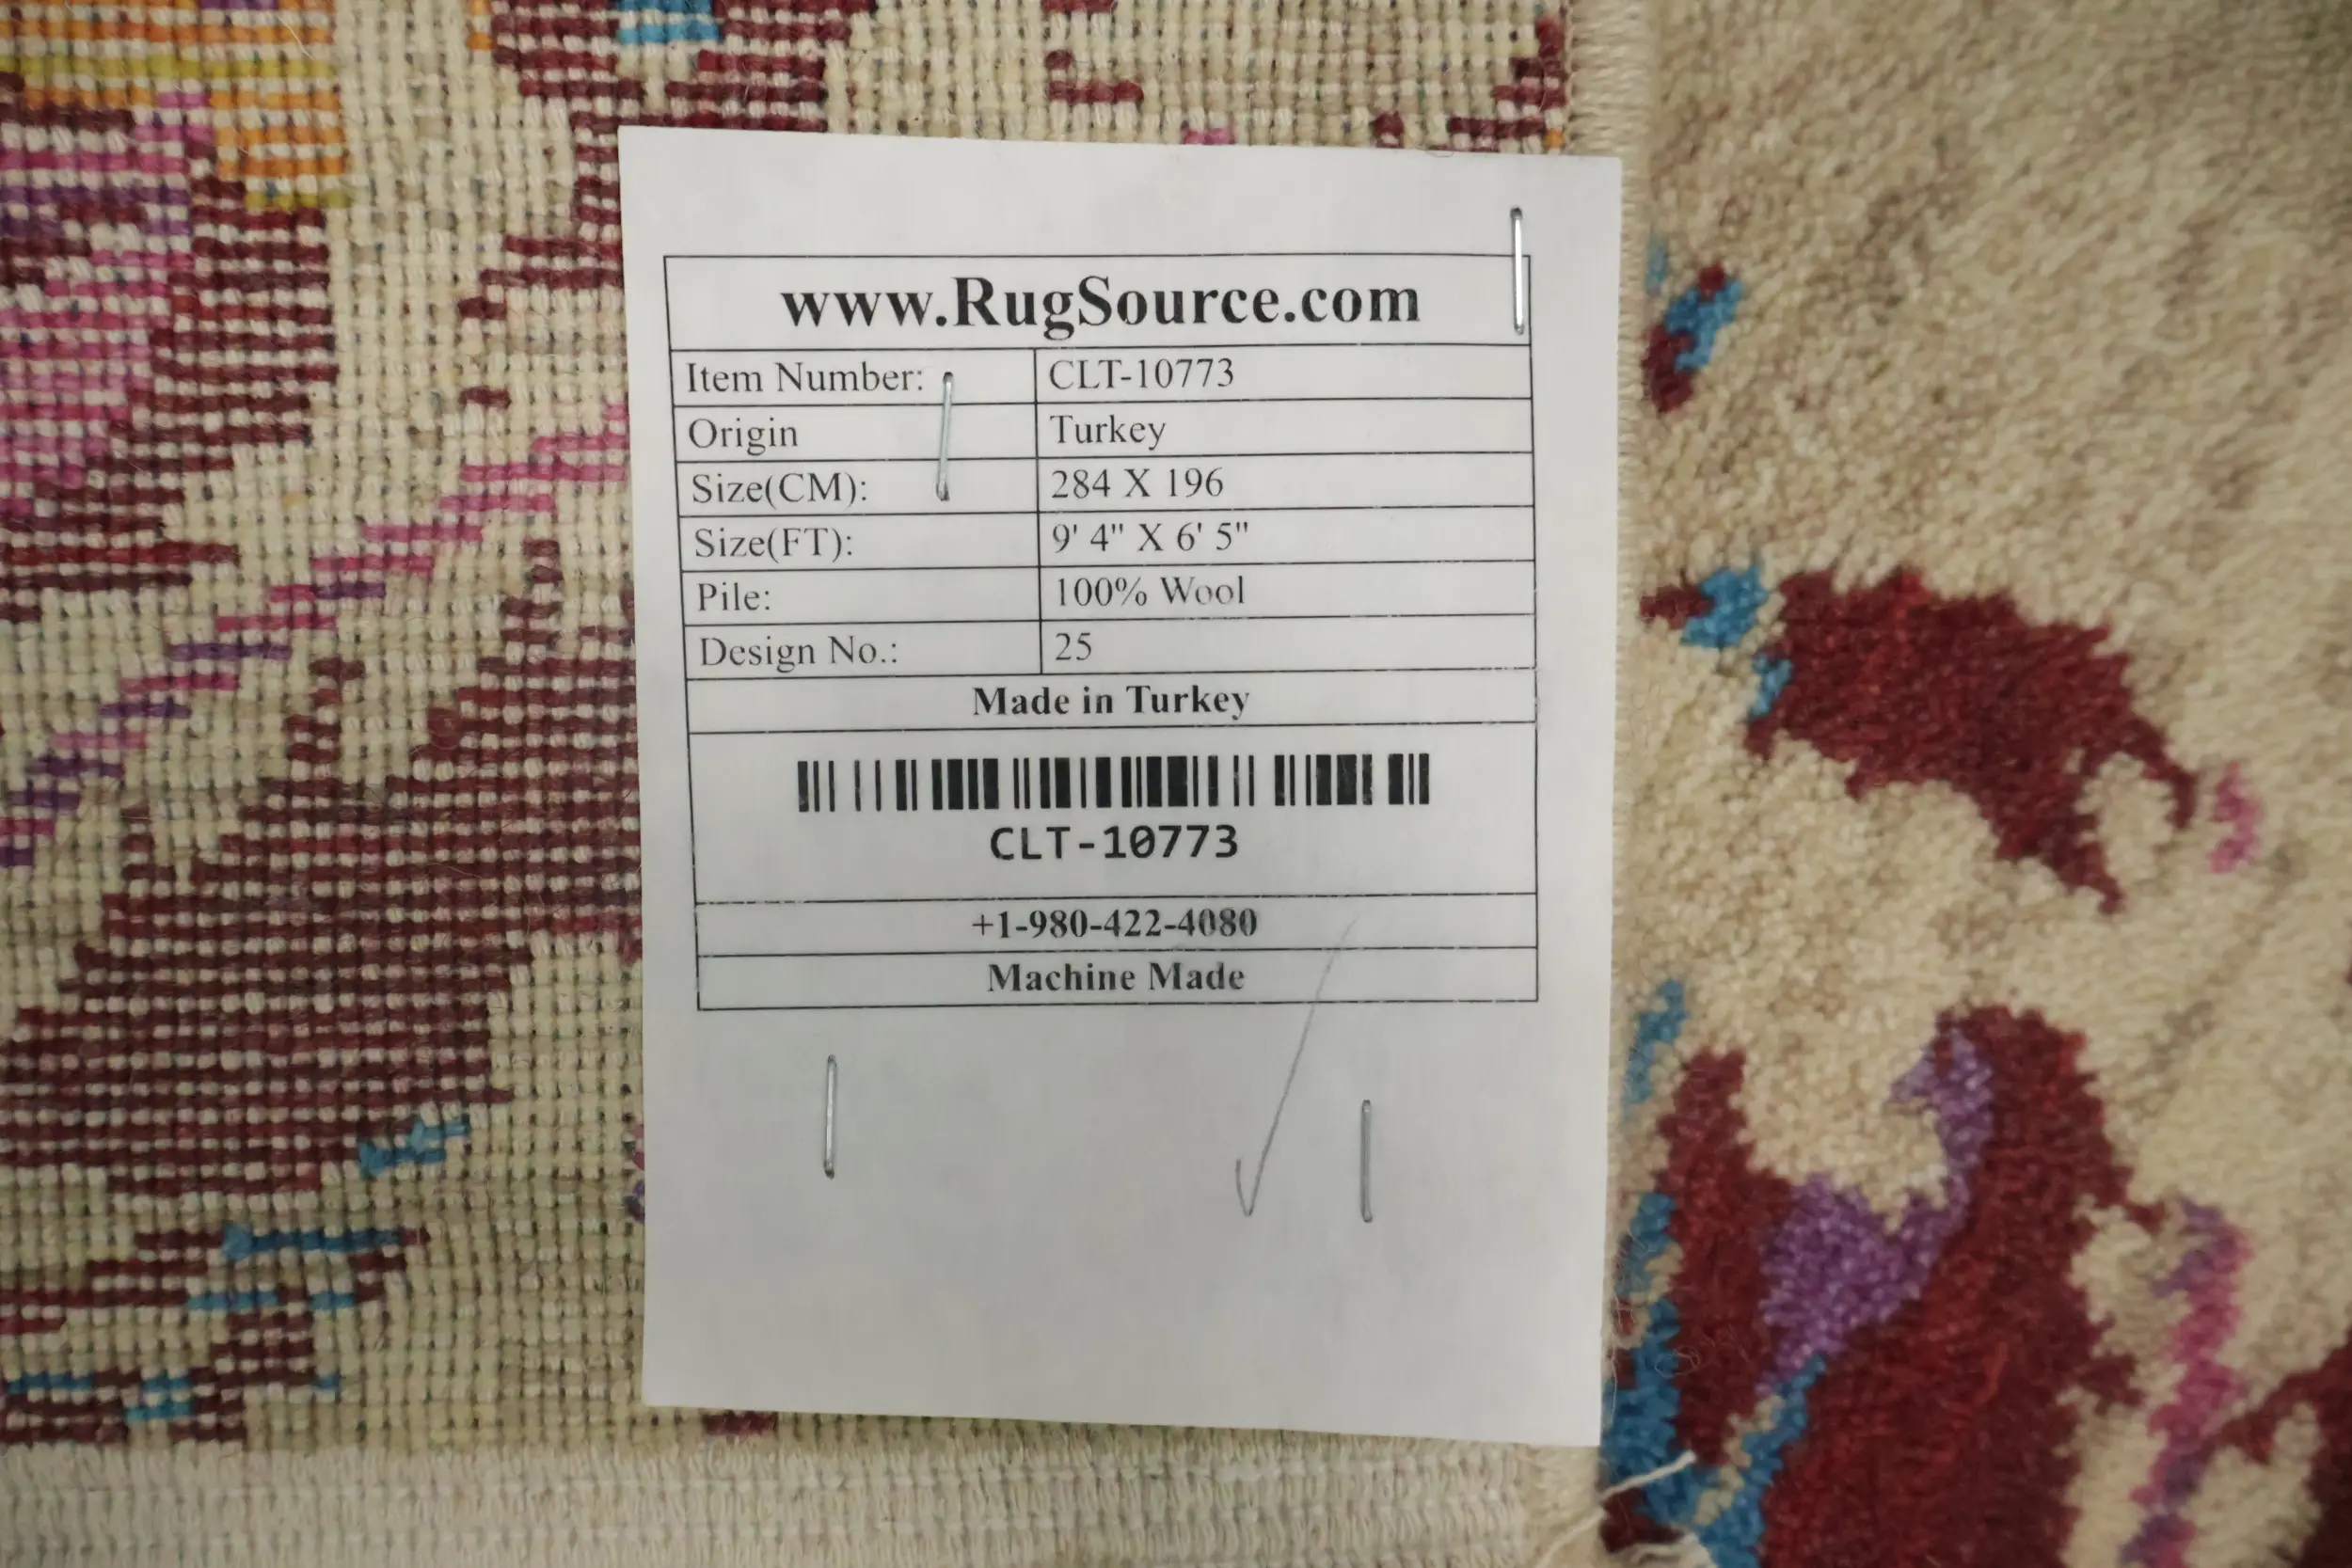 www.RugSource.com
Item Number: CLT-10773
Origin Turkey
Size(CM): 284 X 196
Size(FT): 9' 4" X 6' 5"
Pile: 100% Wool
Design No.: 25
Made in Turkey
CLT-10773
+1-980-422-4080
Machine Made